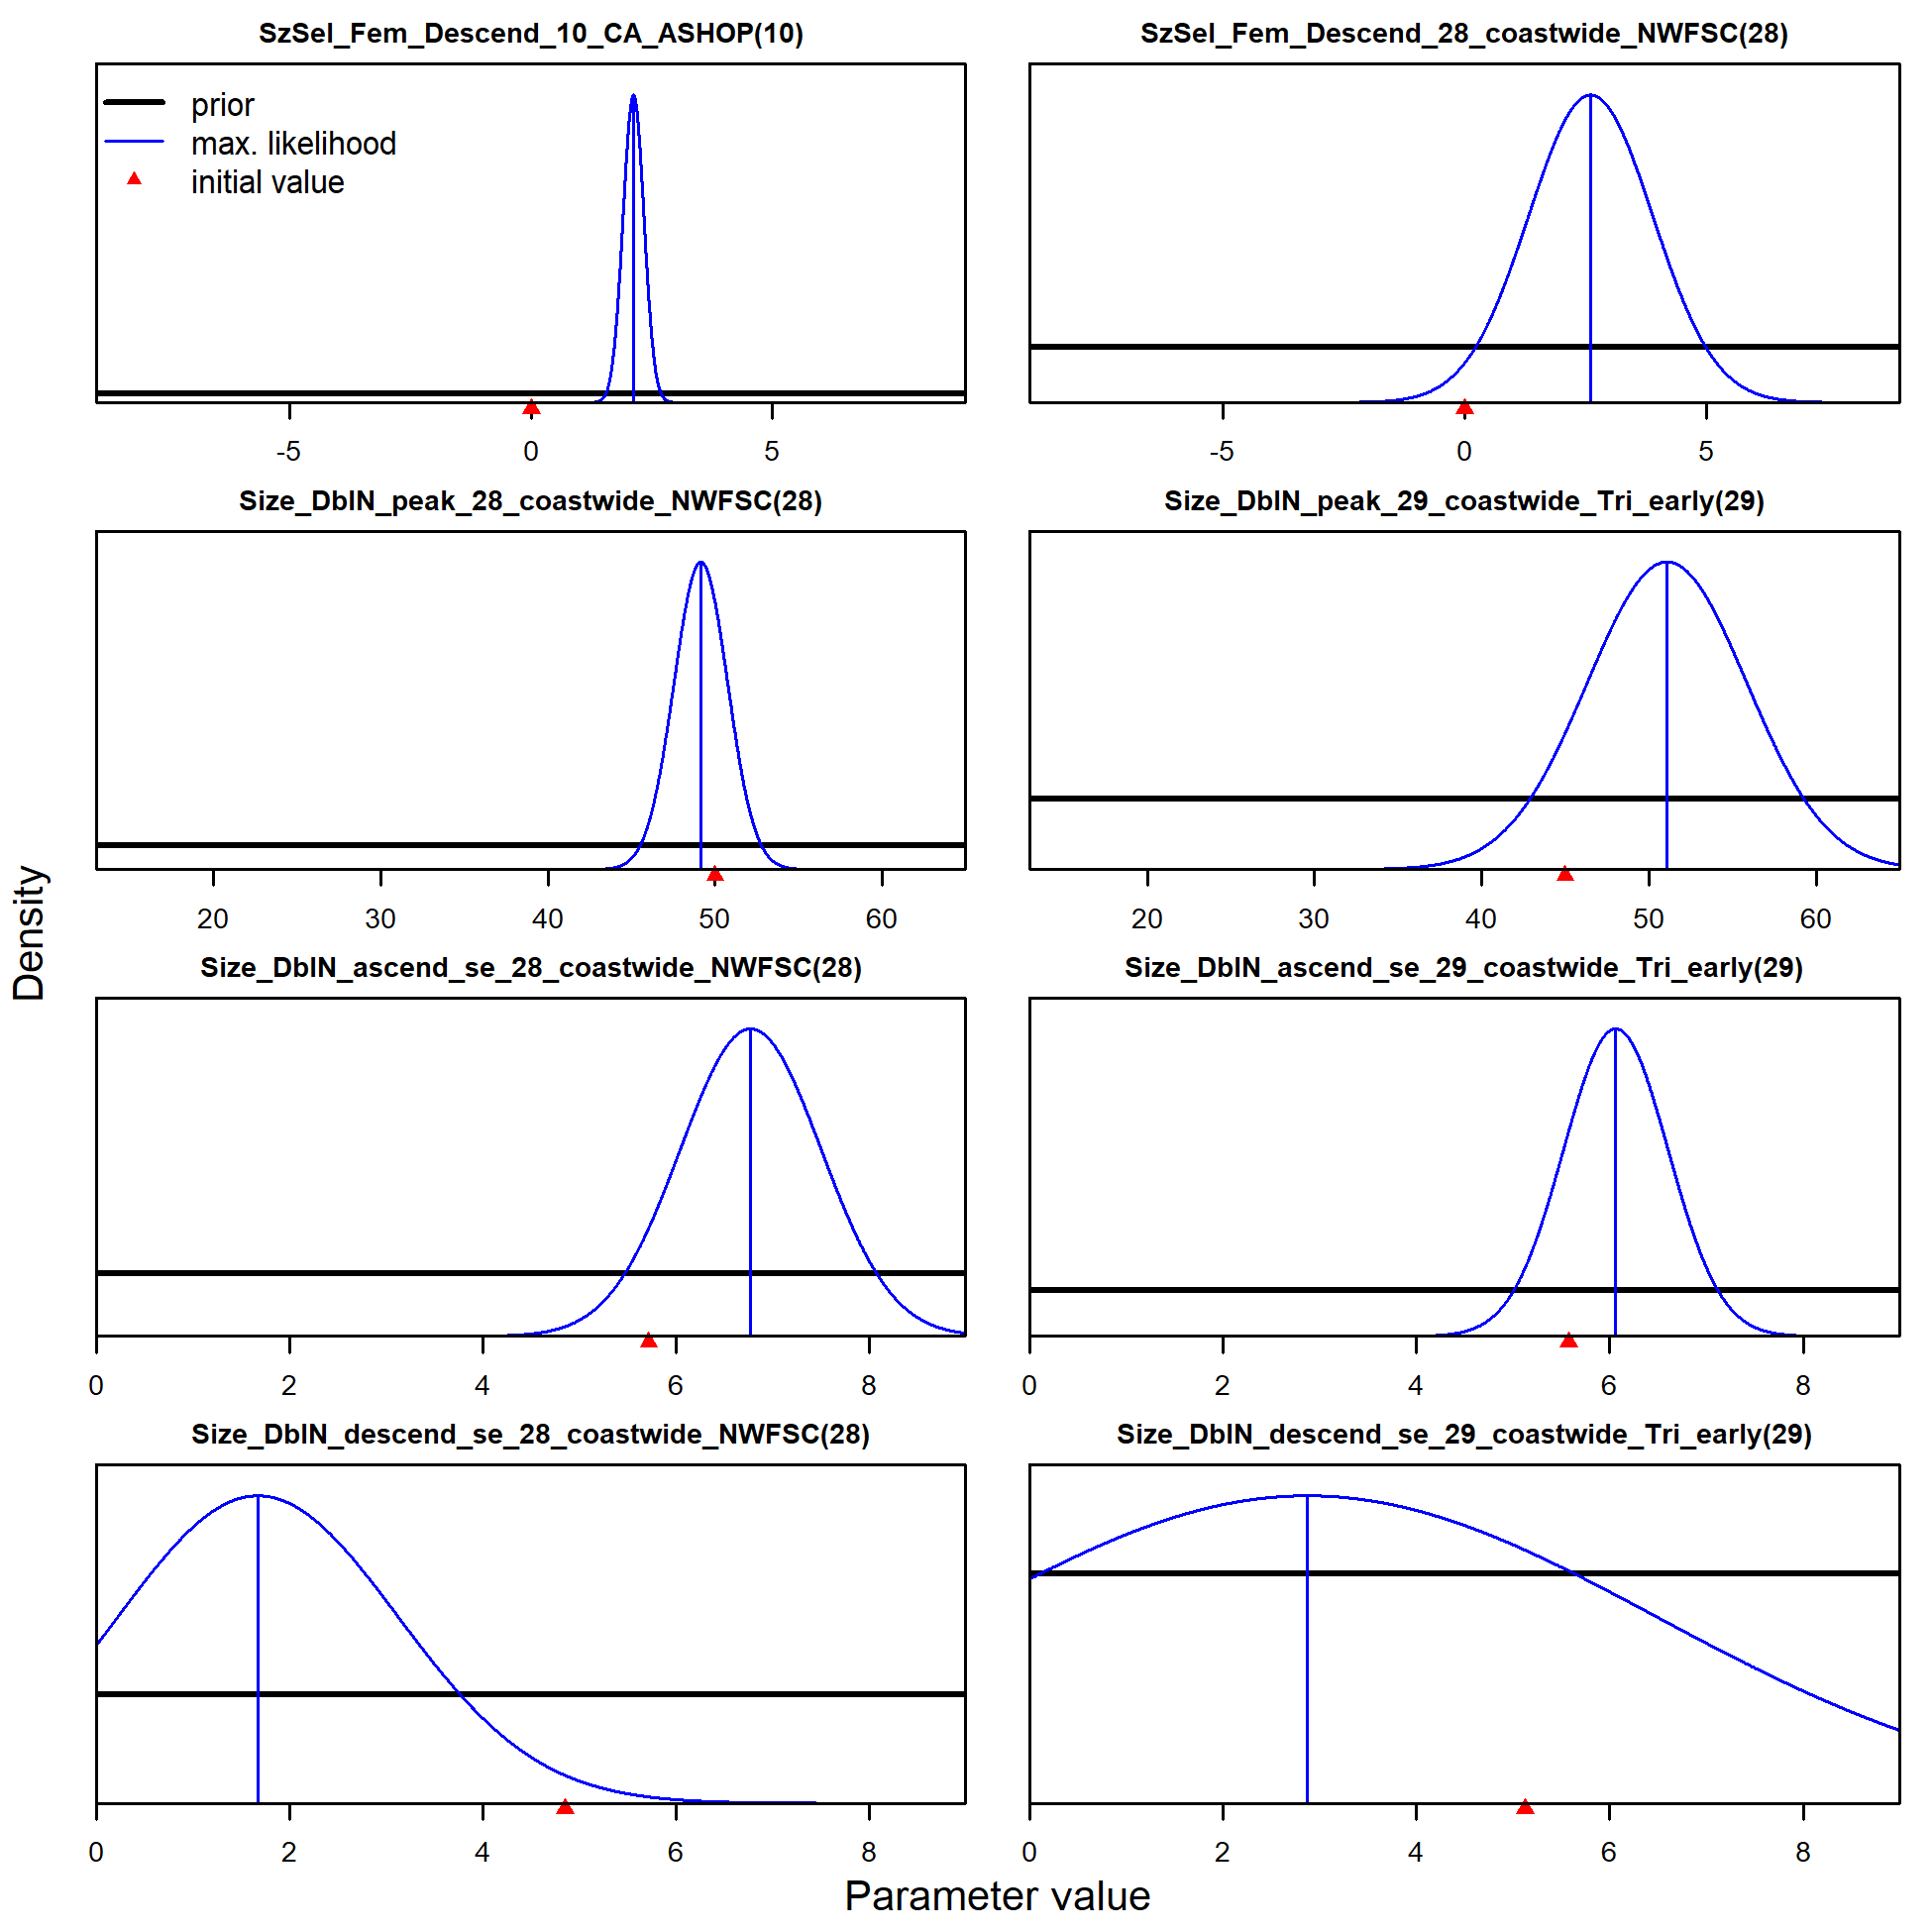 SzSel_Fem_Descend_10_CA_ASHOP(10)
prior
max. likelihood
initial value
-5 0 5
SzSel_Fem_Descend_28_coastwide_NWFSC(28)
-5 0 5
Size_DblN_peak_28_coastwide_NWFSC(28)
20 30 40 50 60
Size_DblN_peak_29_coastwide_Tri_early(29)
20 30 40 50 60
Size_DblN_ascend_se_28_coastwide_NWFSC(28)
0 2 4 6 8
Size_DblN_ascend_se_29_coastwide_Tri_early(29)
0 2 4 6 8
Size_DblN_descend_se_28_coastwide_NWFSC(28)
0 2 4 6 8
Size_DblN_descend_se_29_coastwide_Tri_early(29)
0 2 4 6 8
Density
Parameter value